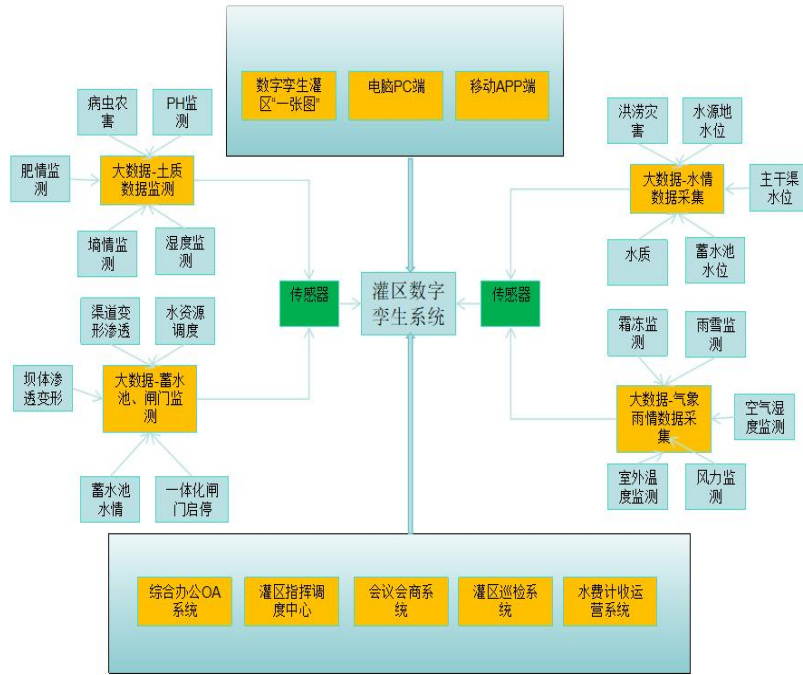 数字孪生灌
区“一张图”
电脑PC端
移动APP端
病虫农
害
PH监
测
肥情监
测
大数据-土质
数据监测
墒情监
测
湿度监
测
洪涝灾
害
水源地
水位
大数据-水情
数据采集
主干渠
水位
水质
蓄水池
水位
传感器
灌区数字
孪生系统
传感器
渠道变
形渗透
水资源
调度
坝体渗
透变形
大数据-蓄水
池、闸门监
测
蓄水池
水情
一体化闸
门启停
霜冻监
测
雨雪监
测
大数据-气象
雨情数据采
集
空气湿
度监测
室外温
度监测
风力监
测
综合办公OA
系统
灌区指挥调
度中心
会议会商系
统
灌区巡检系
统
水费计收运
营系统